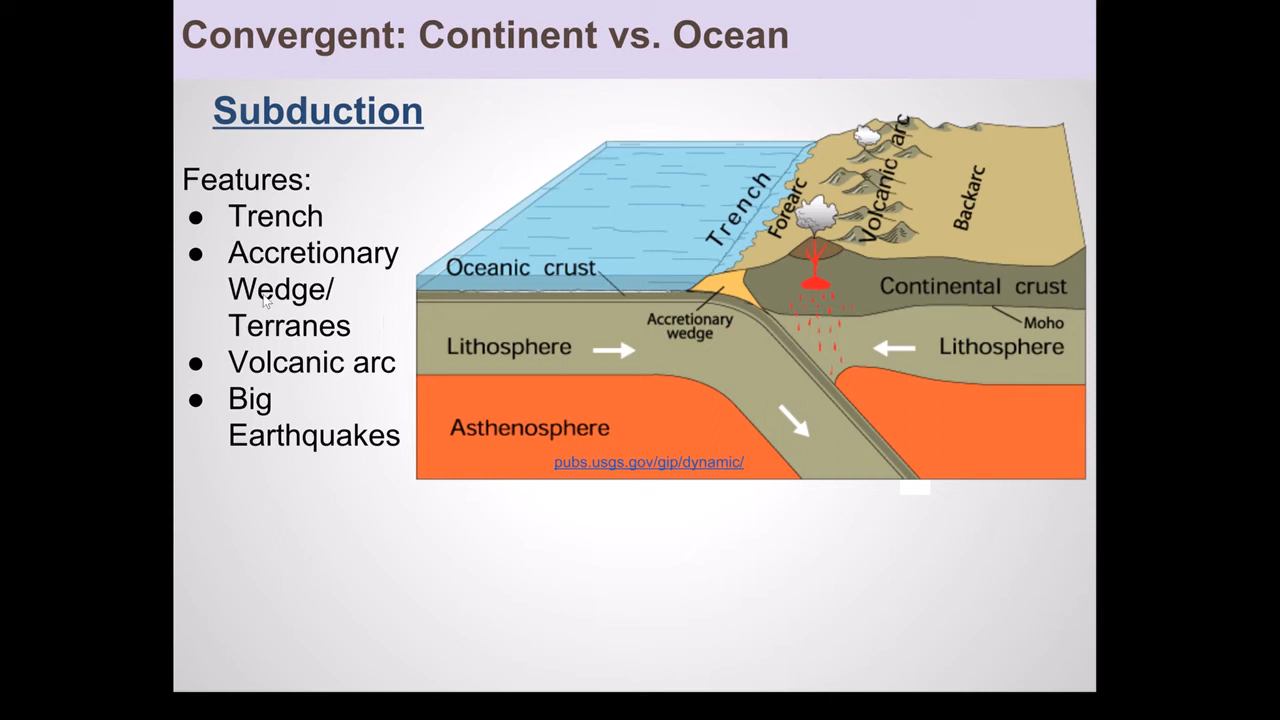 Convergent: Continent vs. Ocean
Subduction
Features:
● Trench
● Accretionary
Wedge/
Terranes
● Volcanic arc
● Big
Earthquakes
Trench
Forearc
Volcanic arc
Backarc
Oceanic crust
Continental crust
Accretionary
wedge
Moho
Lithosphere
Lithosphere
Asthenosphere
pubs.usgs.gov/gip/dynamic/